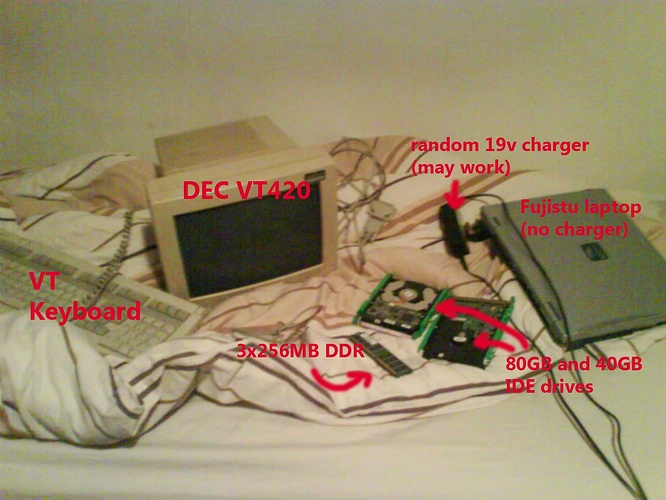 random 19v charger
(may work)
DEC VT420
Fujistu laptop
(no charger)
VT
Keyboard
3x256MB DDR
80GB and 40GB
IDE drives